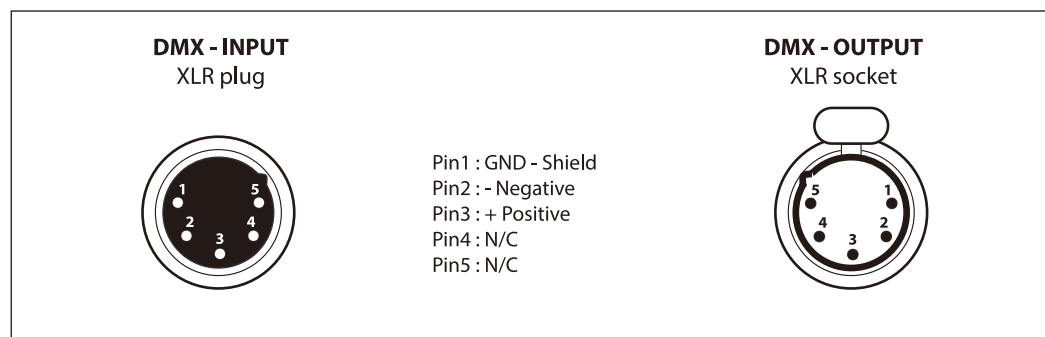 DMX - INPUT
XLR plug
1
5
2
4
3
Pin1 : GND - Shield
Pin2 : - Negative
Pin3 : + Positive
Pin4 : N/C
Pin5 : N/C
DMX - OUTPUT
XLR socket
5
1
4
2
3